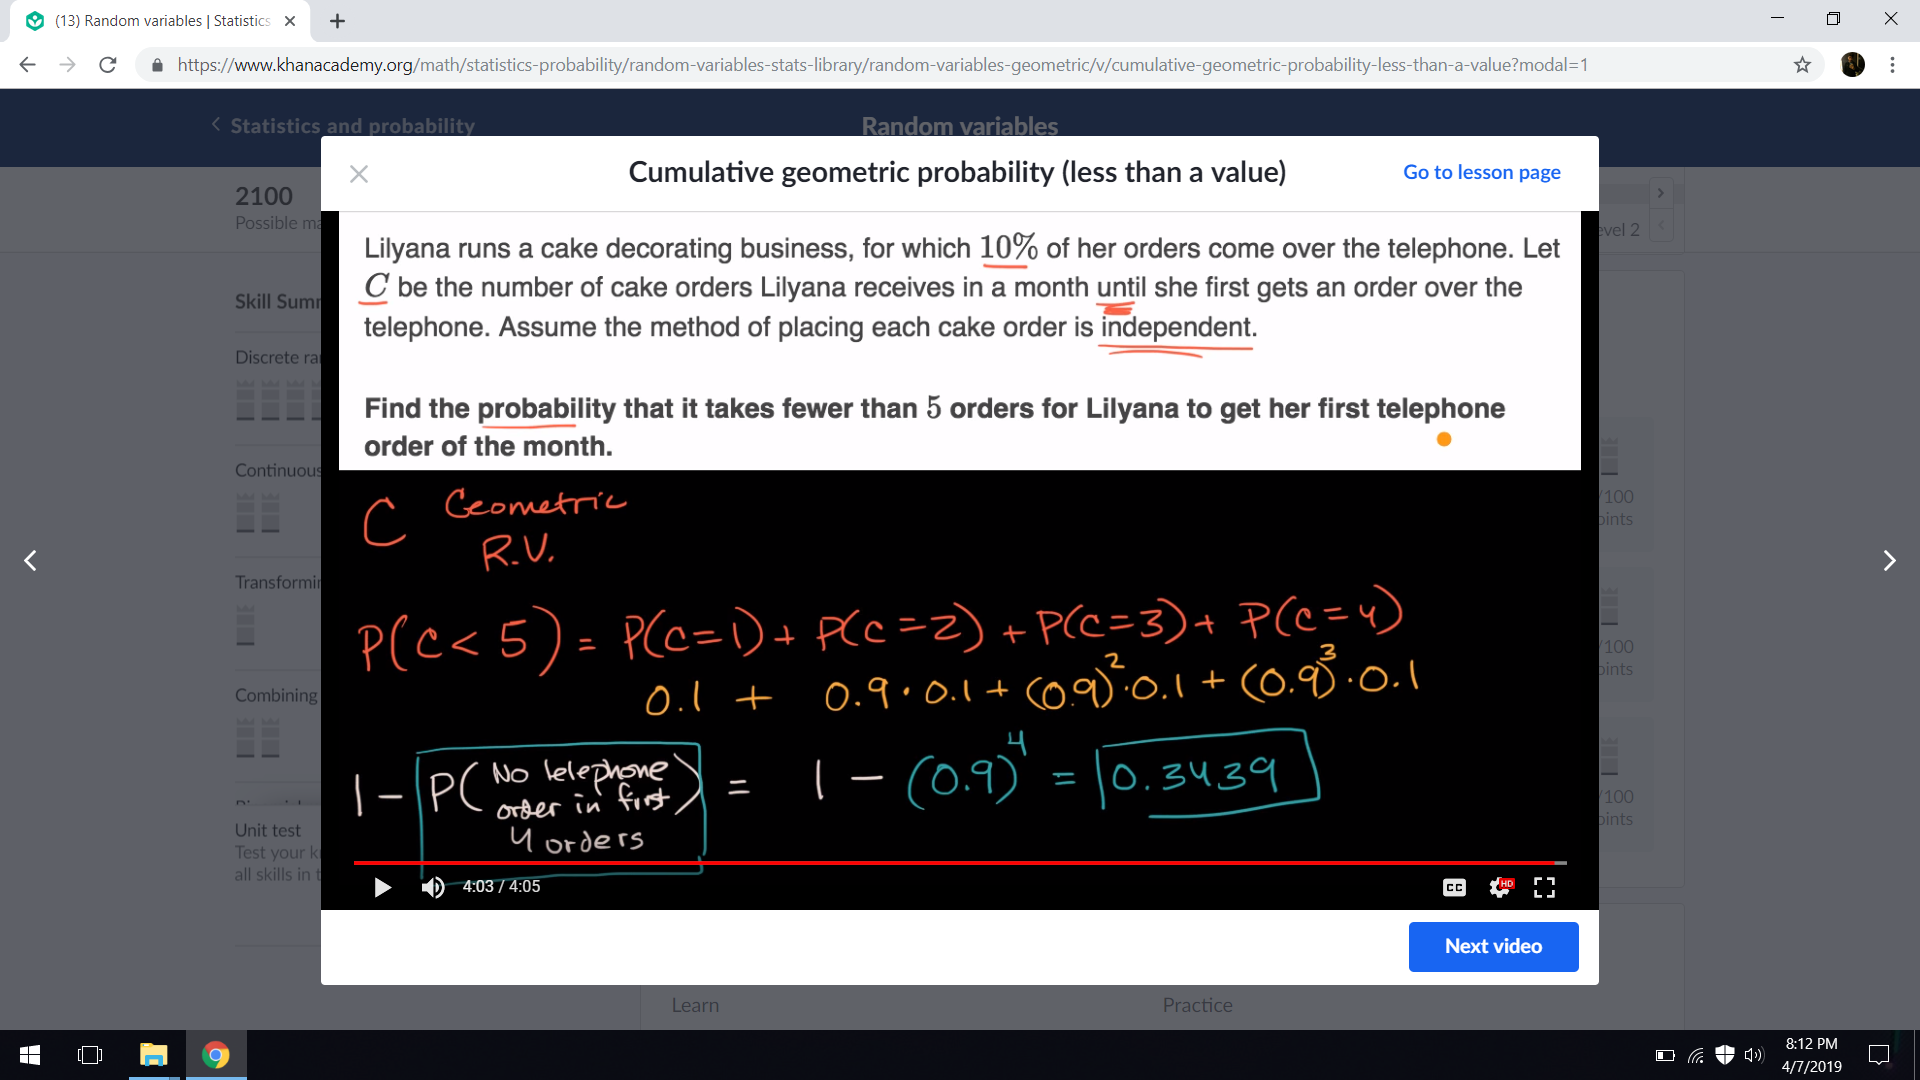 (13) Random variables | Statistics
https://www.khanacademy.org/math/statistics-probability/random-variables-stats-library/random-variables-geometric/v/cumulative-geometric-probability-less-than-a-value?modal=1
Statistics and probability
Random variables
Cumulative geometric probability (less than a value)
Go to lesson page
2100
Possible ma
evel 2
Lilyana runs a cake decorating business, for which 10% of her orders come over the telephone. Let
C be the number of cake orders Lilyana receives in a month until she first gets an order over the
telephone. Assume the method of placing each cake order is independent.
Find the probability that it takes fewer than 5 orders for Lilyana to get her first telephone
order of the month.
Skill Summ
Discrete ra
Continuous
Transformin
Combining
Unit test
Test your k
all skills in t
/100
oints
/100
oints
/100
oints
C Geometric
R.V.
P(C < 5) = P(C=1) + P(C=2) + P(C=3) + P(C=4)
0.1 + 0.9 · 0.1 + (0.9)² · 0.1 + (0.9)³ · 0.1
1 - P( No telephone order in first 4 orders ) = 1 - (0.9)⁴ = 0.3439
4:03 / 4:05
CC
HD
Next video
Learn
Practice
8:12 PM
4/7/2019